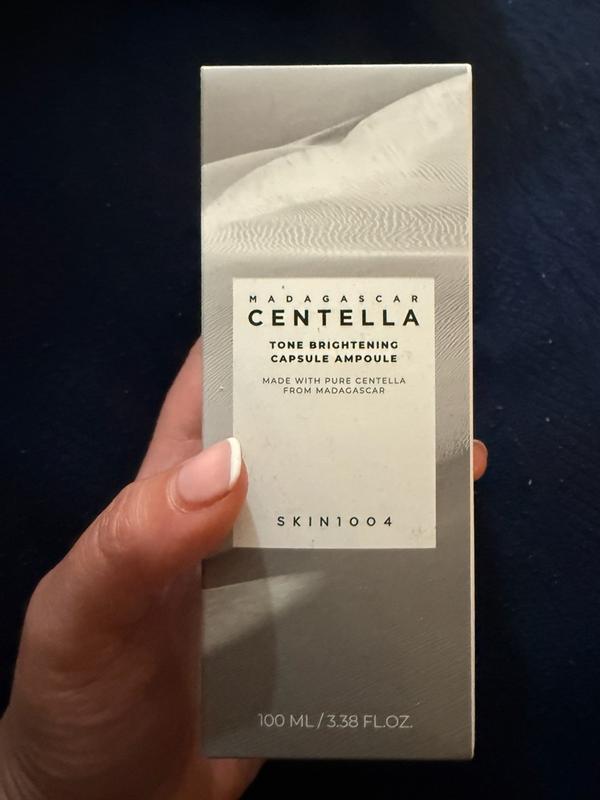 MADAGASCAR
CENTELLA
TONE BRIGHTENING
CAPSULE AMPOULE
MADE WITH PURE CENTELLA
FROM MADAGASCAR
SKIN1004
100 ML / 3.38 FL.OZ.